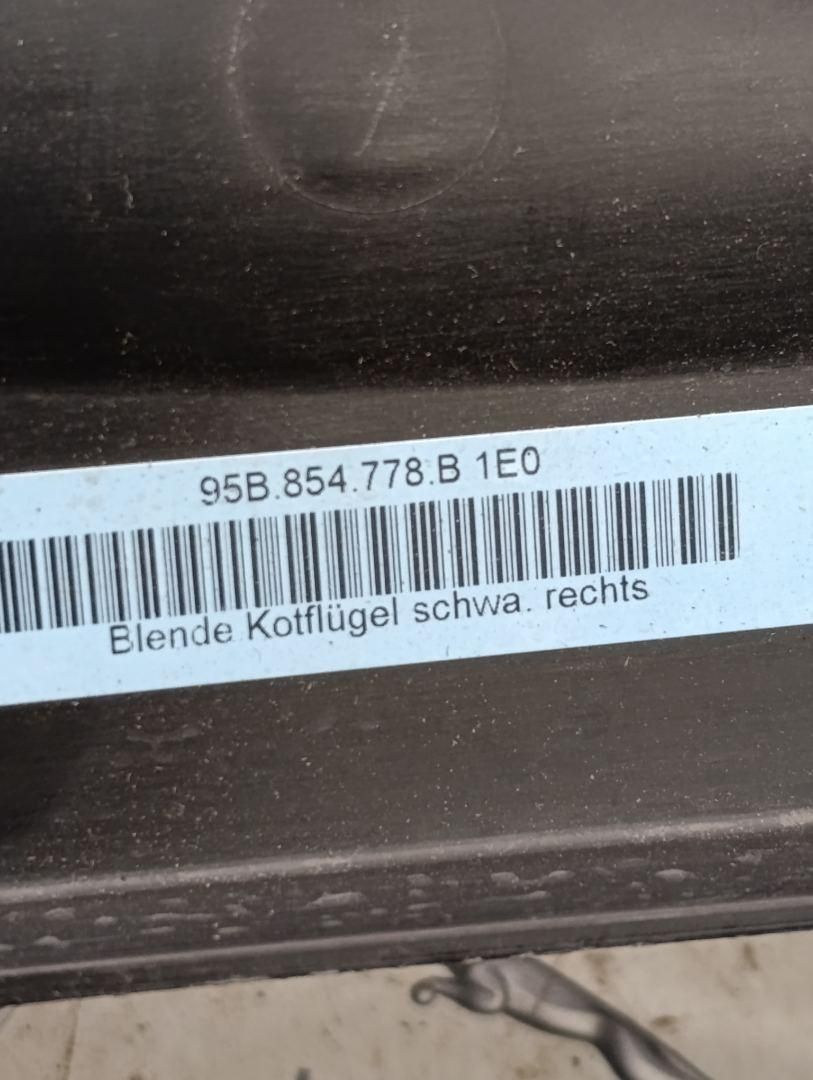 95B.854.778.B 1E0
Blende Kotflügel schwa. rechts